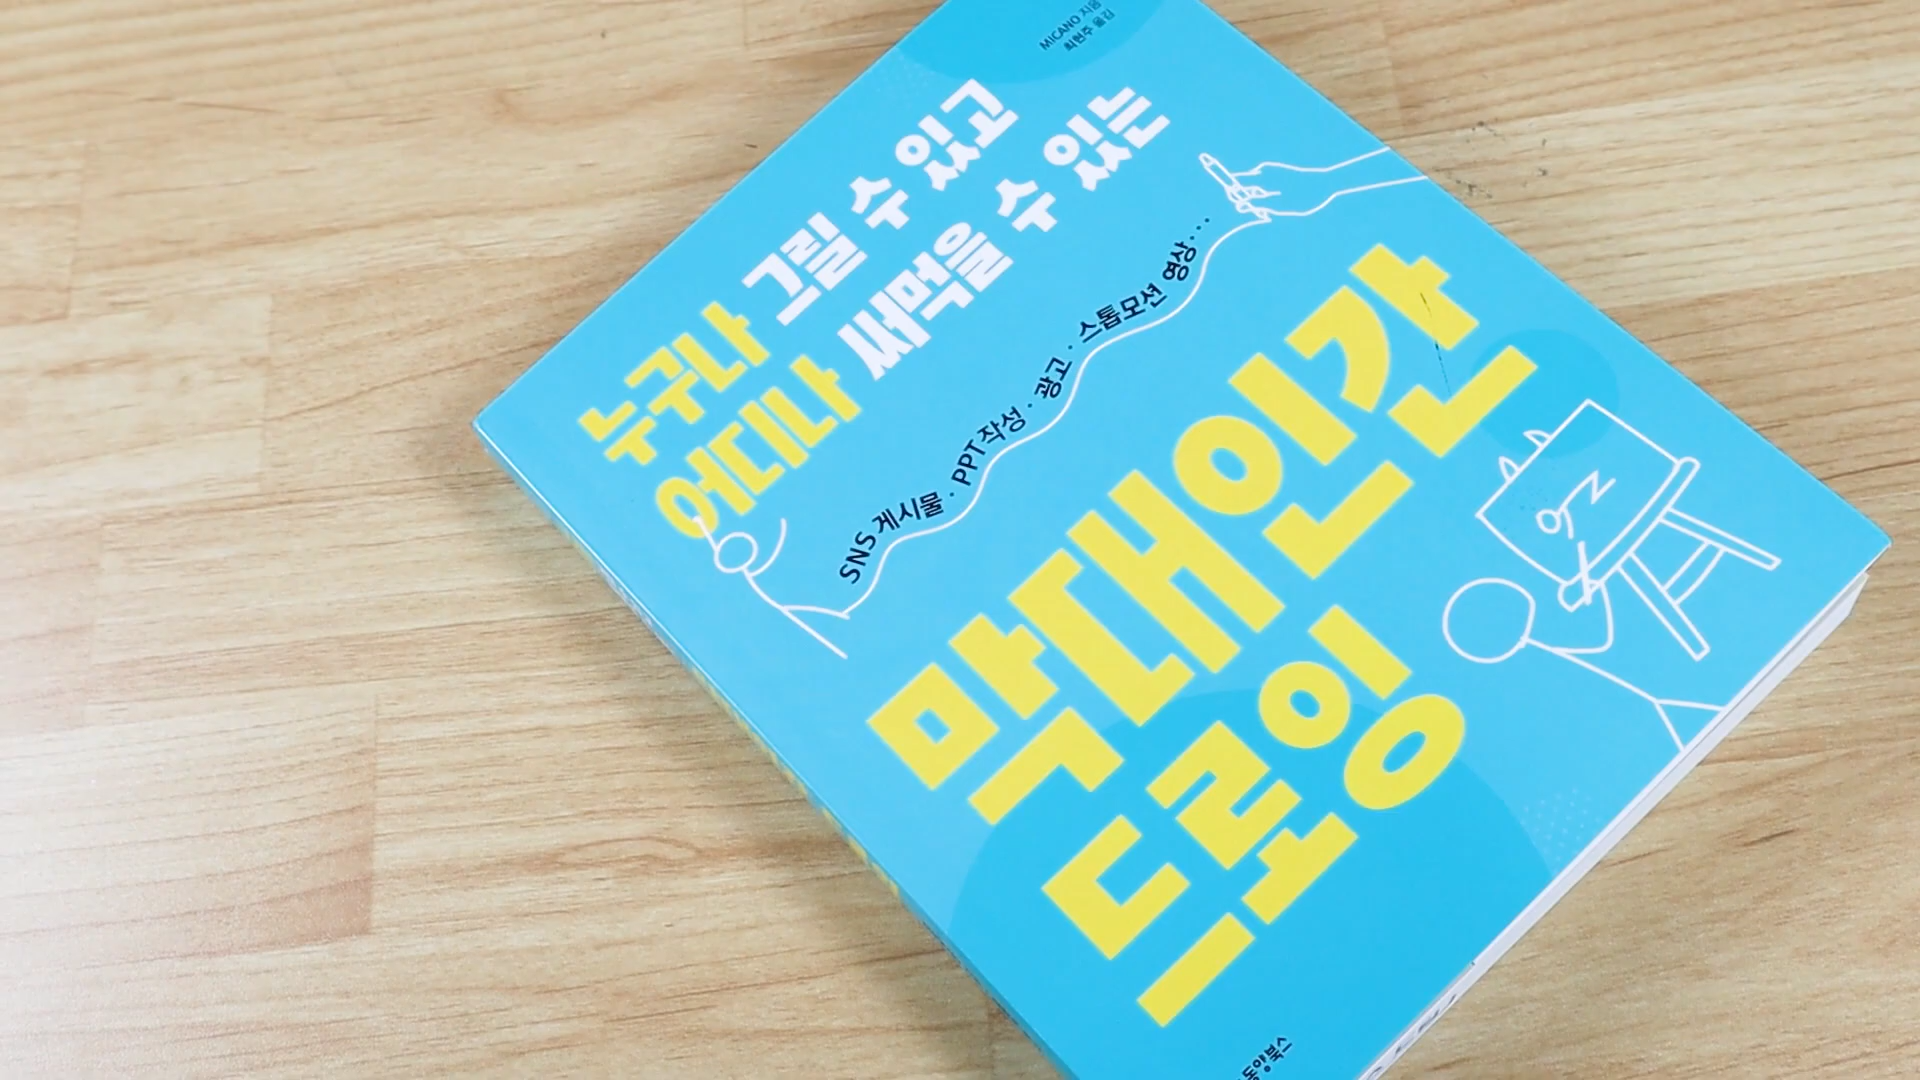 MICANO 지음
최현주 옮김
누구나 그릴 수 있고
어디나 써먹을 수 있는
SNS 게시물 · PPT 작성 · 광고 · 스톱모션 영상…
막대인간
드로잉
동양북스